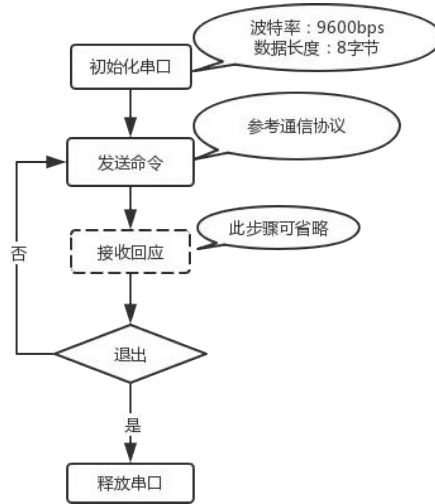 波特率：9600bps
数据长度：8字节
初始化串口
发送命令
参考通信协议
接收回应
此步骤可省略
否
退出
是
释放串口